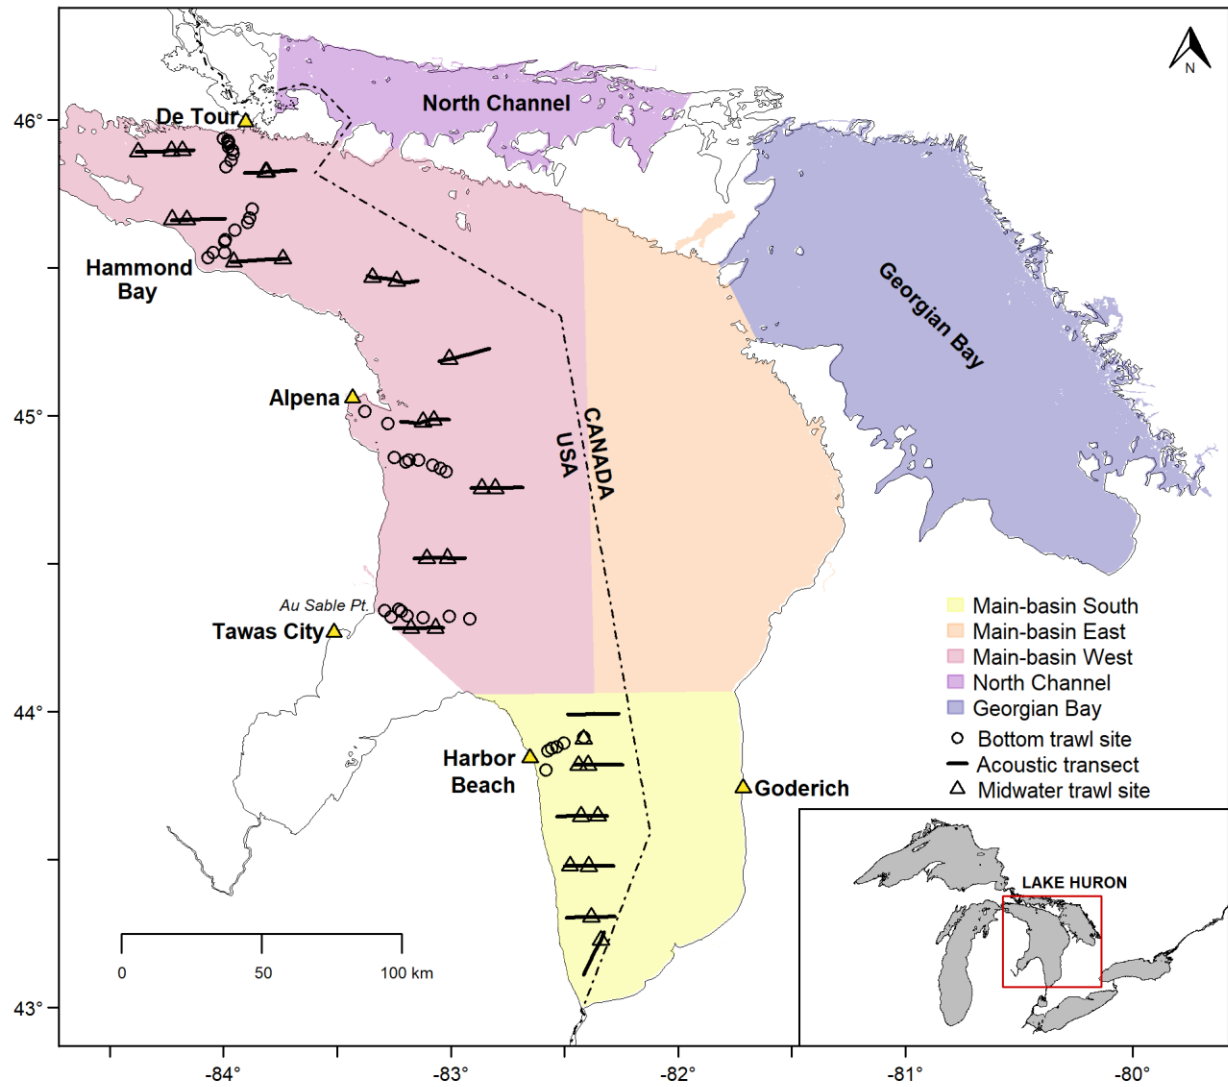 N
North Channel
De Tour
46°
Hammond
Bay
Georgian Bay
Alpena
45°
CANADA
USA
Au Sable Pt.
Tawas City
Main-basin South
Main-basin East
Main-basin West
North Channel
Georgian Bay
Bottom trawl site
Acoustic transect
Midwater trawl site
44°
Harbor
Beach
Goderich
LAKE HURON
0 50 100 km
43°
-84° -83° -82° -81° -80°